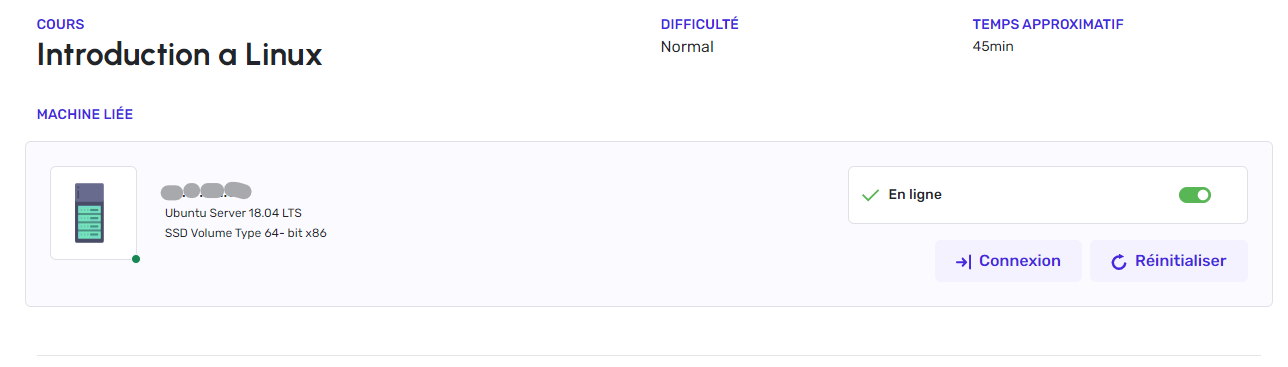 COURS
Introduction a Linux
DIFFICULTÉ
Normal
TEMPS APPROXIMATIF
45min
MACHINE LIÉE
Ubuntu Server 18.04 LTS
SSD Volume Type 64- bit x86
En ligne
Connexion
Réinitialiser